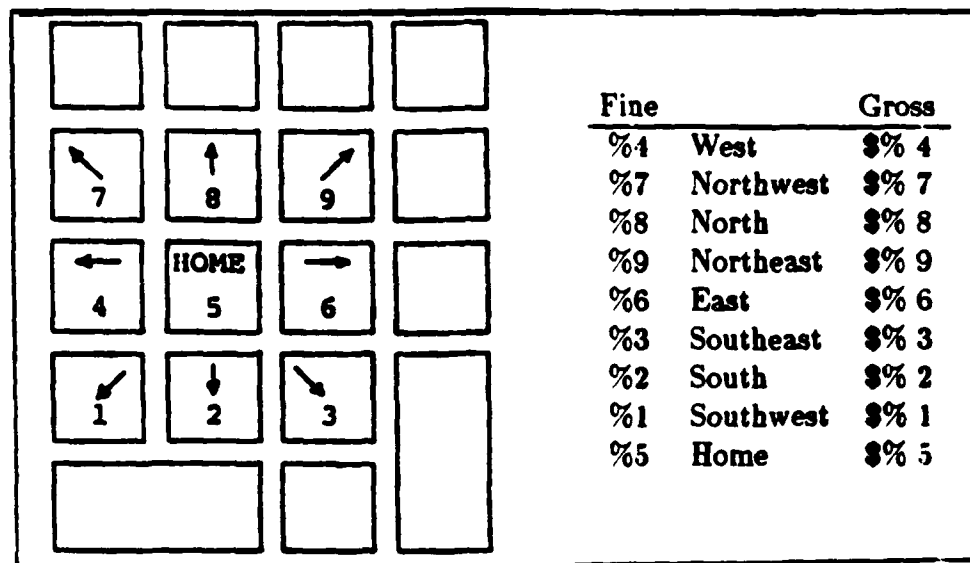 7 8 9
HOME
4 5 6
1 2 3
Fine Gross
%4 West $% 4
%7 Northwest $% 7
%8 North $% 8
%9 Northeast $% 9
%6 East $% 6
%3 Southeast $% 3
%2 South $% 2
%1 Southwest $% 1
%5 Home $% 5